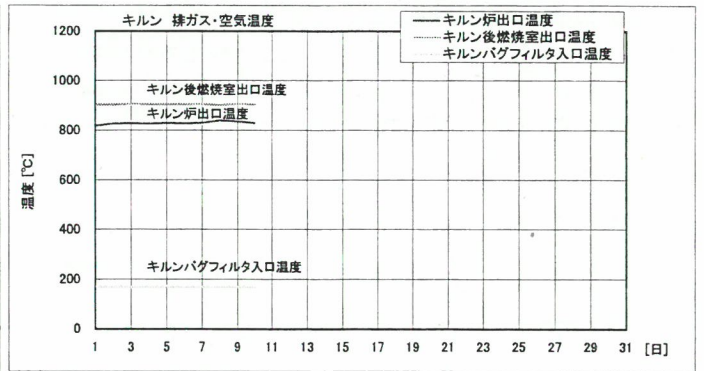 キルン 排ガス・空気温度
キルン炉出口温度
キルン後燃焼室出口温度
キルンバグフィルタ入口温度
1200
1000
800
600
400
200
0
温度 [℃]
キルン後燃焼室出口温度
キルン炉出口温度
キルンバグフィルタ入口温度
1 3 5 7 9 11 13 15 17 19 21 23 25 27 29 31 [日]